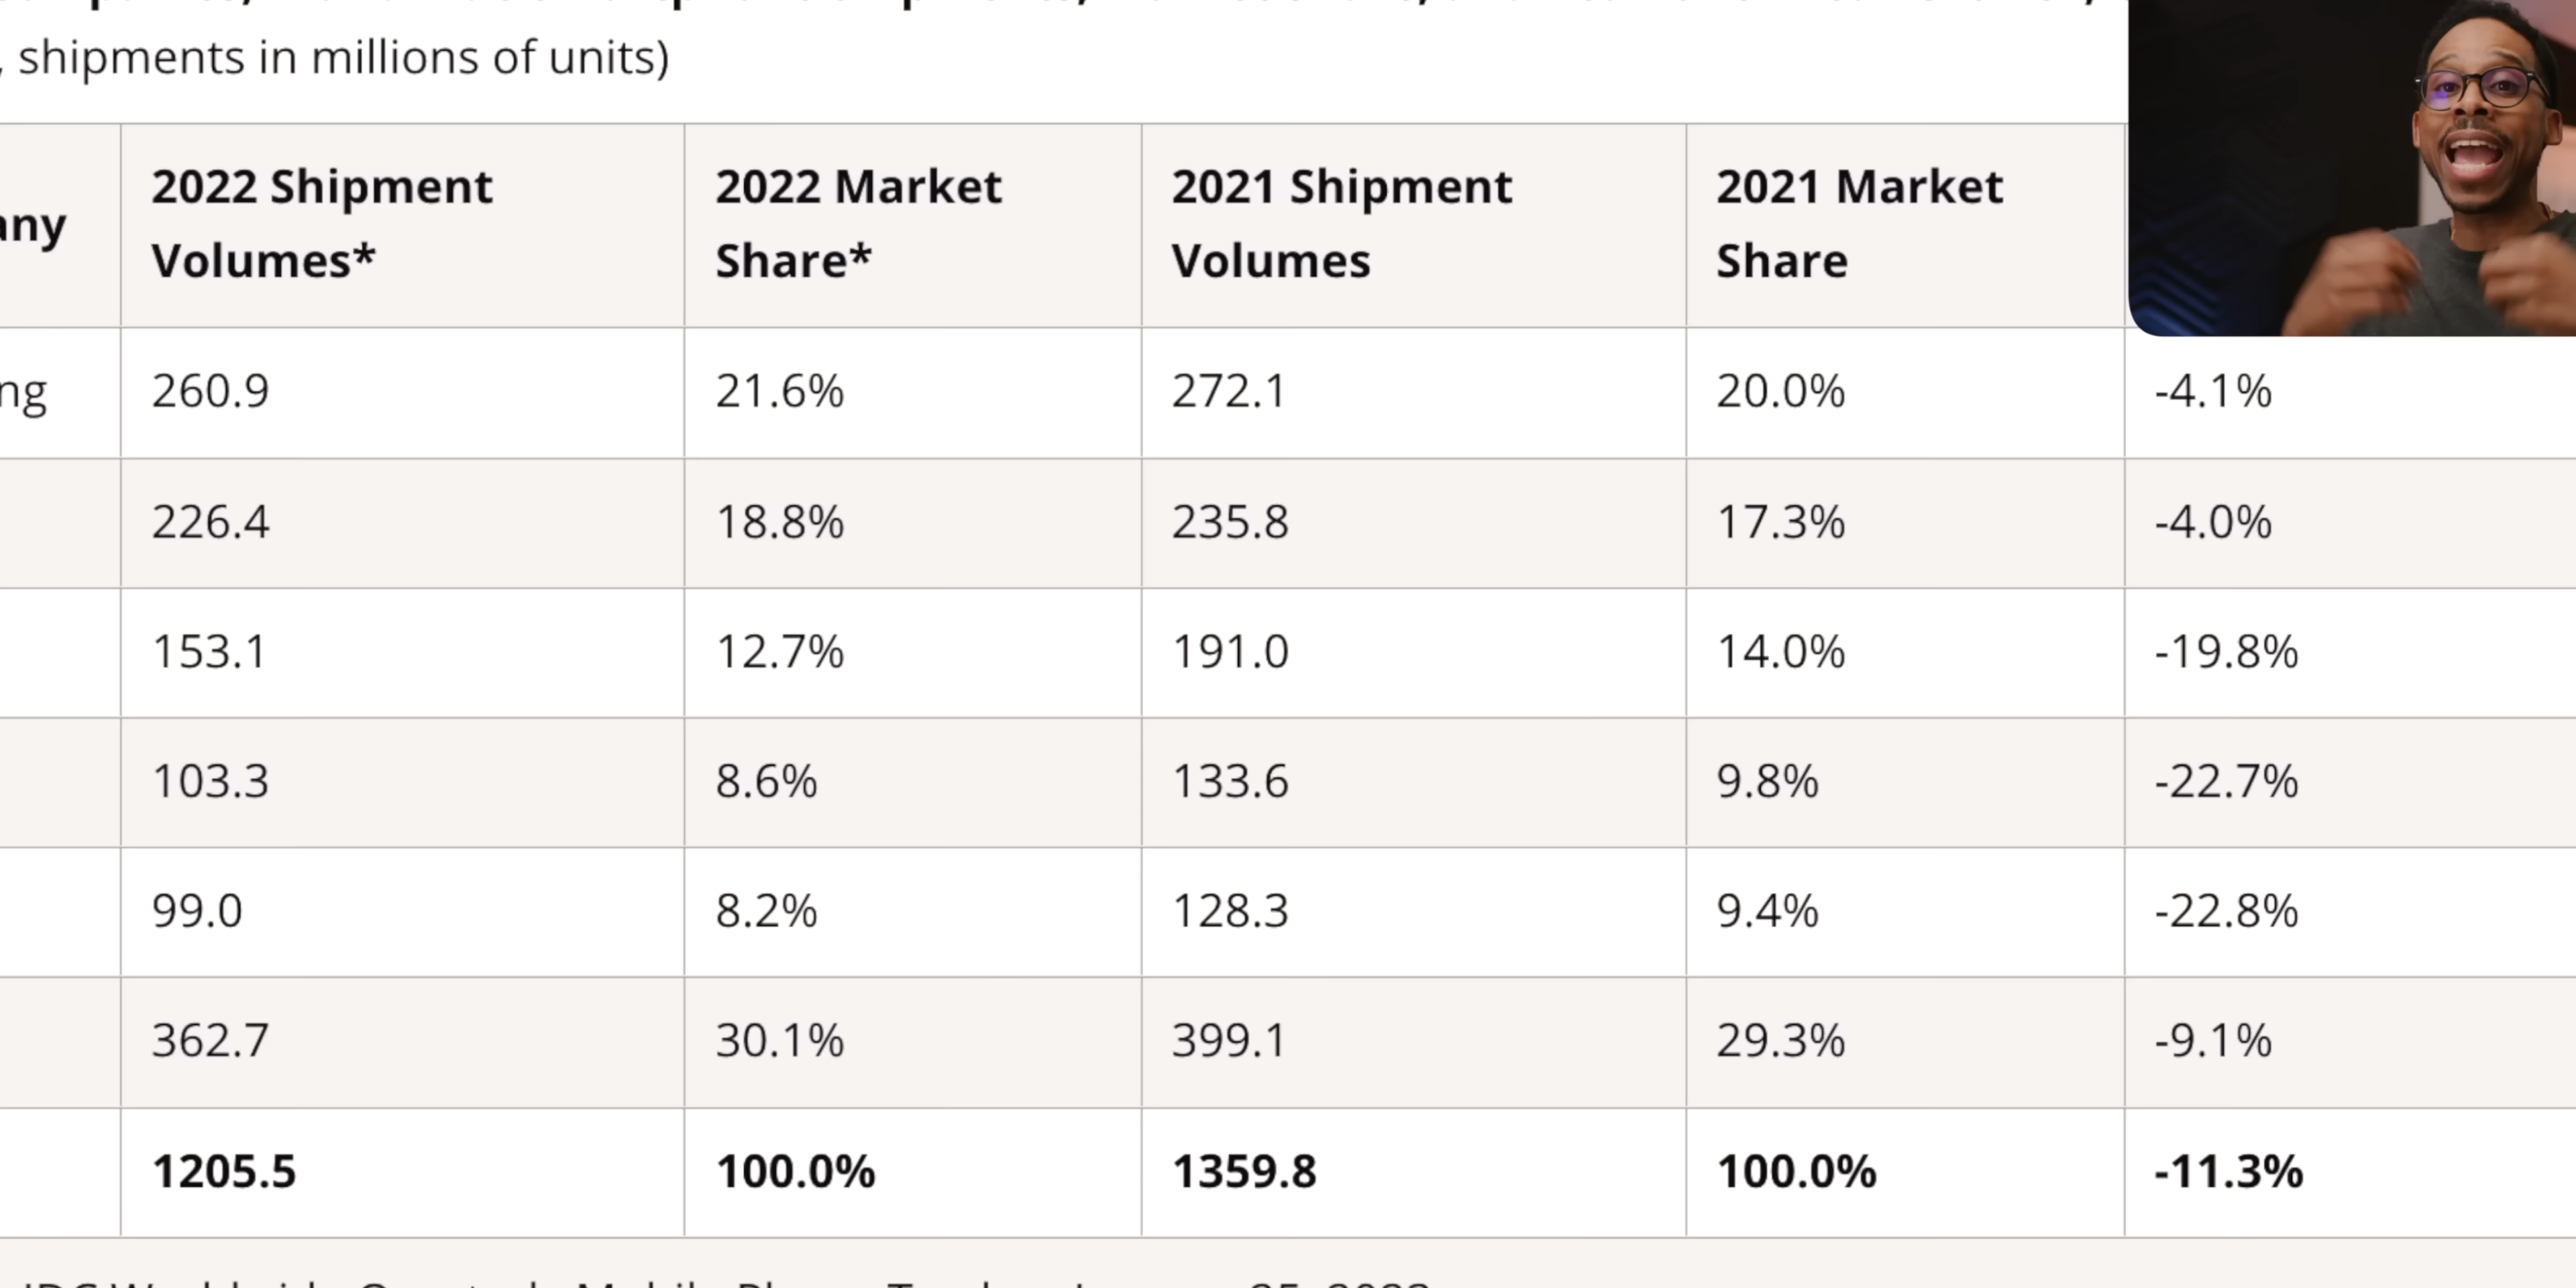 , shipments in millions of units)
any
2022 Shipment Volumes*
2022 Market Share*
2021 Shipment Volumes
2021 Market Share
ng
260.9 21.6% 272.1 20.0% -4.1%
226.4 18.8% 235.8 17.3% -4.0%
153.1 12.7% 191.0 14.0% -19.8%
103.3 8.6% 133.6 9.8% -22.7%
99.0 8.2% 128.3 9.4% -22.8%
362.7 30.1% 399.1 29.3% -9.1%
1205.5 100.0% 1359.8 100.0% -11.3%